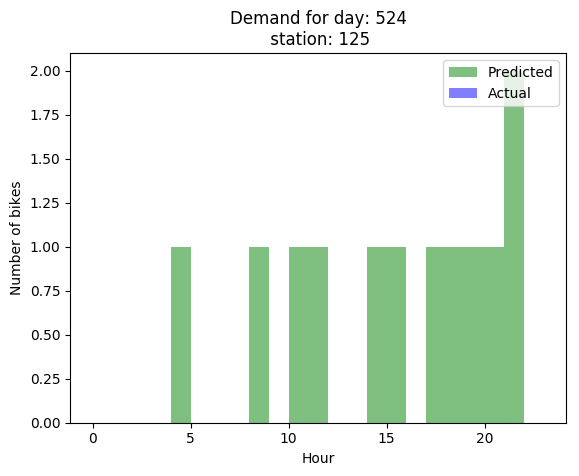 Demand for day: 524
station: 125
Predicted
Actual
2.00
1.75
1.50
1.25
1.00
0.75
0.50
0.25
0.00
Number of bikes
0 5 10 15 20
Hour